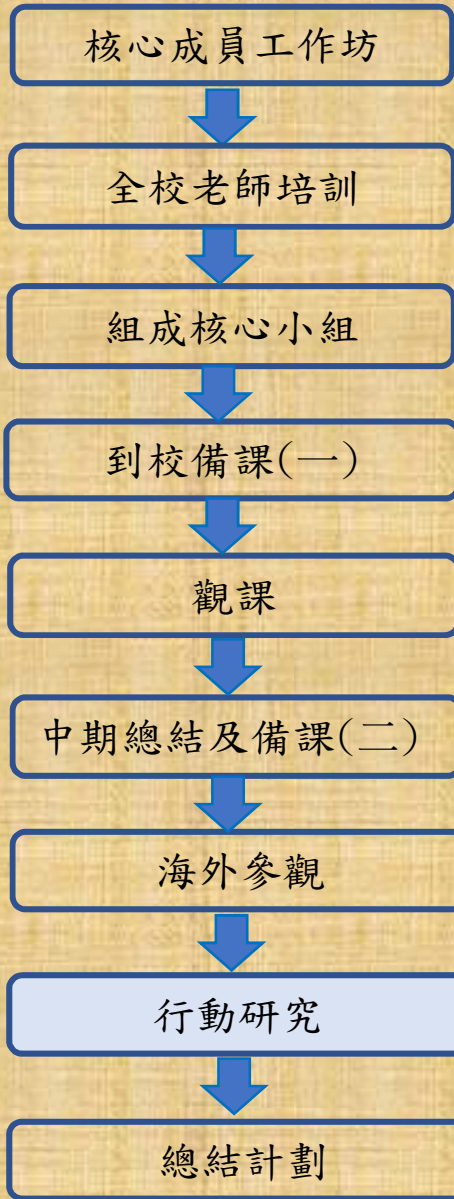 核心成員工作坊
全校老師培訓
組成核心小組
到校備課(一)
觀課
中期總結及備課(二)
海外參觀
行動研究
總結計劃